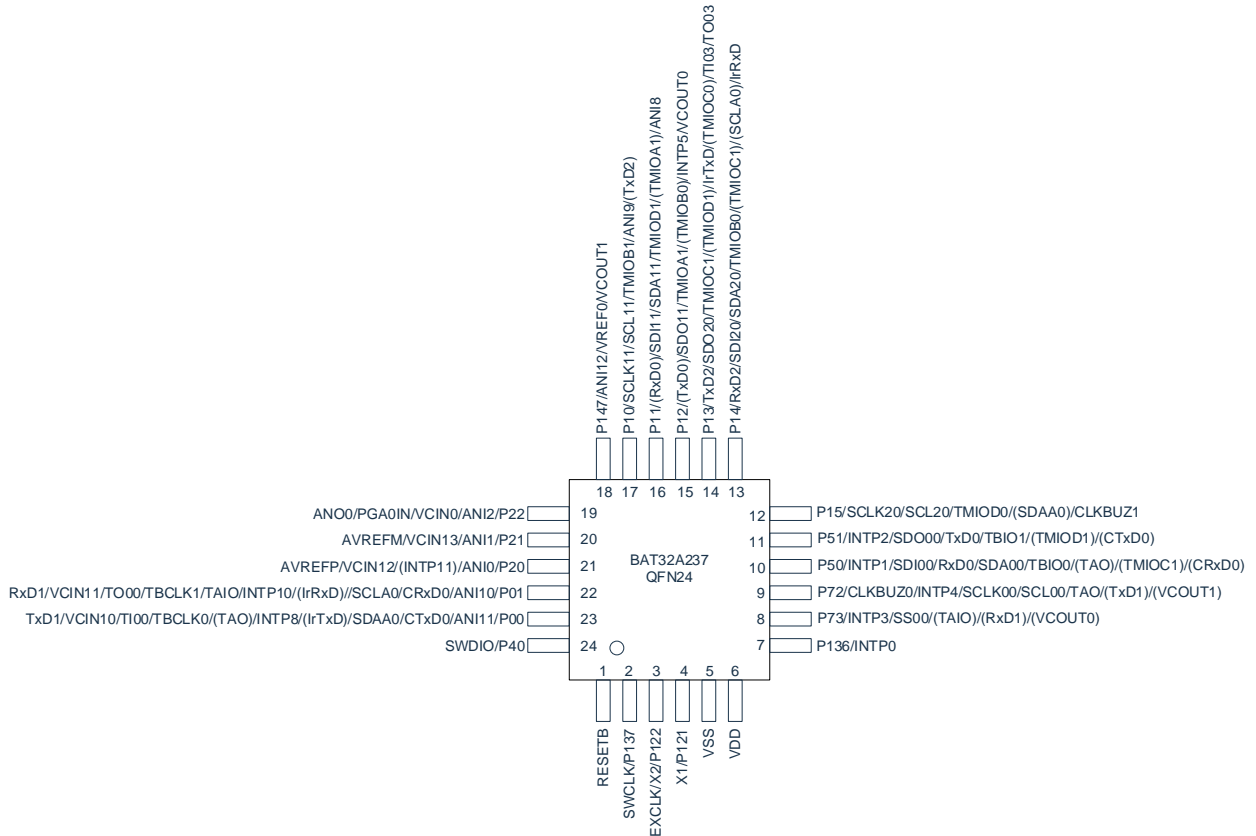 P147/ANI12/VREF0/VCOUT1
P10/SCLK11/SCL11/TMIOB1/ANI9/(TxD2)
P11/(RxD0)/SDI11/SDA11/TMIOD1/(TMIOA1)/ANI8
P12/(TxD0)/SDO11/TMIOA1/(TMIOB0)/INTP5/VCOUT0
P13/TxD2/SDO20/TMIOC1/(TMIOD1)/IrTxD/(TMIOC0)/TI03/TO03
P14/RxD2/SDI20/SDA20/TMIOB0/(TMIOC1)/(SCLA0)/IrRxD
18 17 16 15 14 13
ANO0/PGA0IN/VCIN0/ANI2/P22 19
AVREFM/VCIN13/ANI1/P21 20
AVREFP/VCIN12/(INTP11)/ANI0/P20 21
RxD1/VCIN11/TO00/TBCLK1/TAIO/INTP10/(IrRxD)//SCLA0/CRxD0/ANI10/P01 22
TxD1/VCIN10/TI00/TBCLK0/(TAO)/INTP8/(IrTxD)/SDAA0/CTxD0/ANI11/P00 23
SWDIO/P40 24
BAT32A237
QFN24
12 P15/SCLK20/SCL20/TMIOD0/(SDAA0)/CLKBUZ1
11 P51/INTP2/SDO00/TxD0/TBIO1/(TMIOD1)/(CTxD0)
10 P50/INTP1/SDI00/RxD0/SDA00/TBIO0/(TAO)/(TMIOC1)/(CRxD0)
9 P72/CLKBUZ0/INTP4/SCLK00/SCL00/TAO/(TxD1)/(VCOUT1)
8 P73/INTP3/SS00/(TAIO)/(RxD1)/(VCOUT0)
7 P136/INTP0
1 2 3 4 5 6
RESETB
SWCLK/P137
EXCLK/X2/P122
X1/P121
VSS
VDD